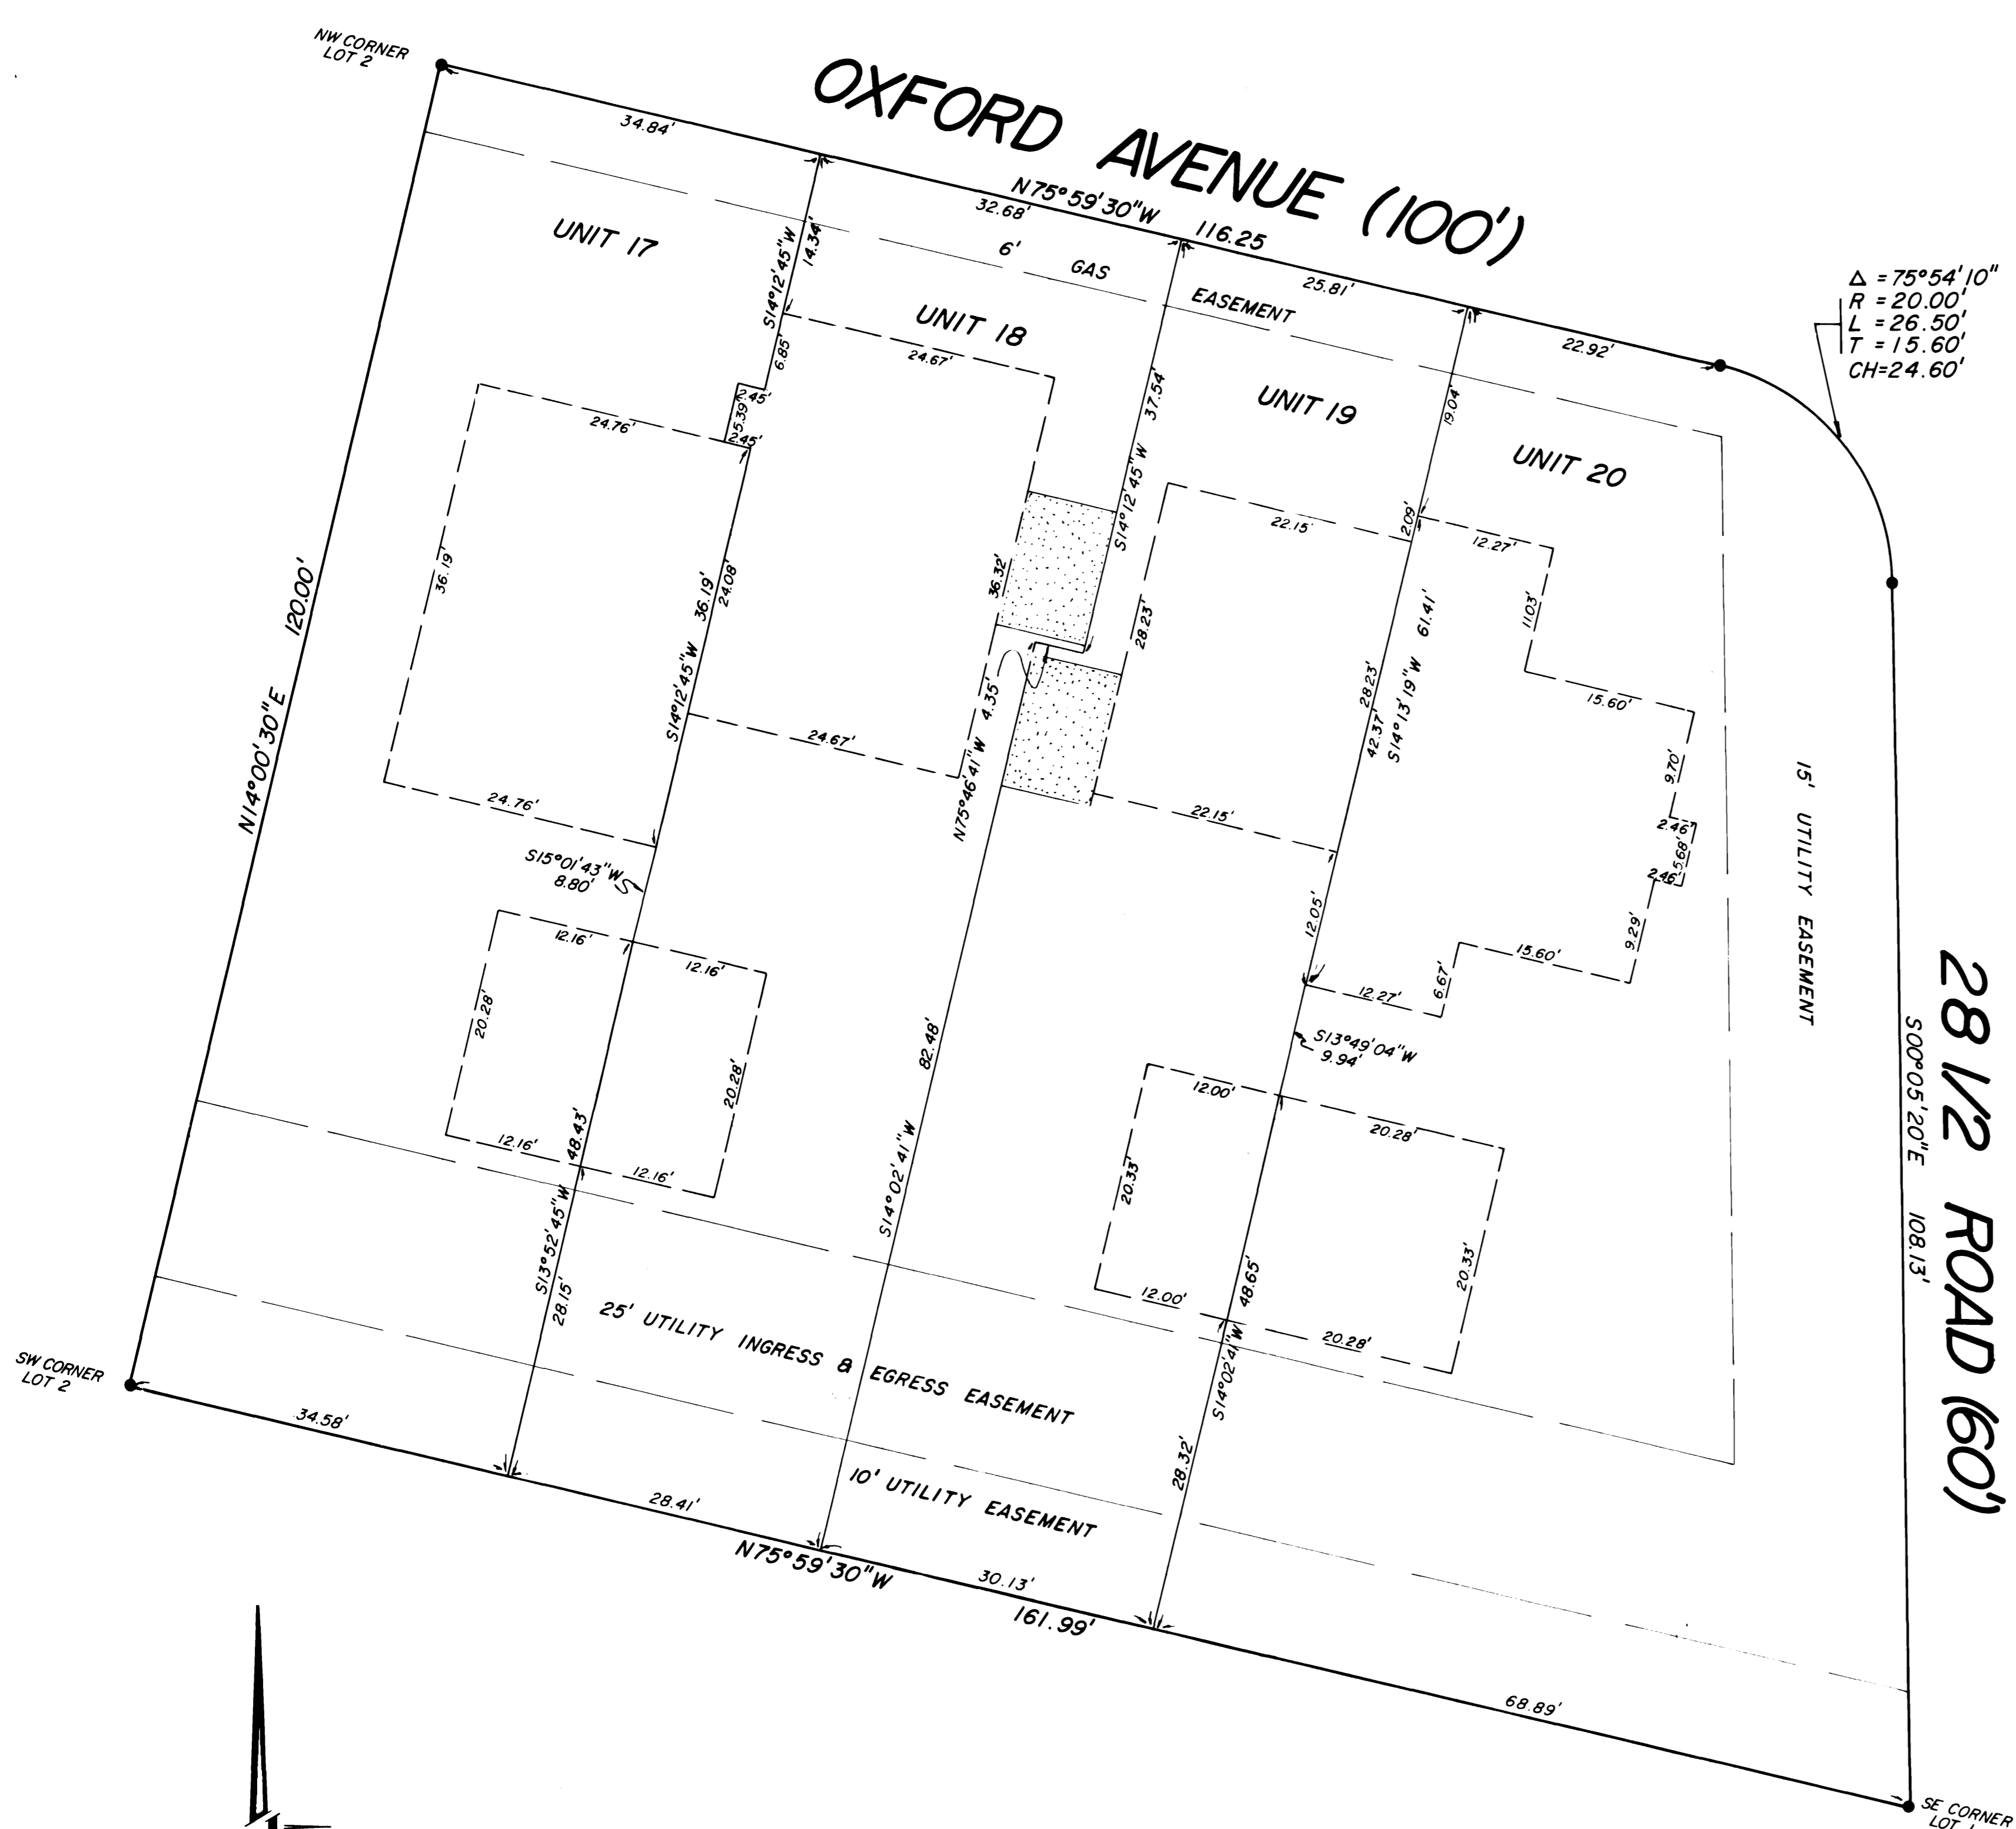 NW CORNER
LOT 2
OXFORD AVENUE (100')
34.84'
N75°59'30"W
116.25
32.68'
25.81'
22.92'
6' GAS EASEMENT
Δ = 75°54'10"
R = 20.00'
L = 26.50'
T = 15.60'
CH=24.60'
UNIT 17
UNIT 18
UNIT 19
UNIT 20
S14°12'45"W
14.34'
6.85'
2.45'
5.39'
2.45'
24.67'
24.76'
36.19'
S14°12'45"W 36.19'
24.08'
36.32'
24.67'
24.76'
S14°12'45"W 37.54'
N75°46'41"W 4.35'
28.23'
22.15'
22.15'
19.04'
2.09'
12.27'
11.03'
15.60'
9.70'
2.46'
5.68'
2.46'
9.29'
15.60'
6.67'
12.27'
28.23'
42.37'
S14°13'19"W 61.41'
12.05'
N14°00'30"E 120.00'
S15°01'43"W
8.80'
12.16'
12.16'
20.28'
20.28'
12.16'
12.16'
S13°52'45"W 48.43'
28.15'
S14°02'41"W 82.48'
S13°49'04"W
9.94'
12.00'
20.28'
20.33'
20.33'
12.00'
20.28'
S14°02'41"W 48.65'
28.32'
15' UTILITY EASEMENT
S00°05'20"E 108.13'
28 1/2 ROAD (60')
25' UTILITY INGRESS & EGRESS EASEMENT
10' UTILITY EASEMENT
SW CORNER
LOT 2
34.58'
28.41'
N75°59'30"W
30.13'
161.99'
68.89'
SE CORNER
LOT